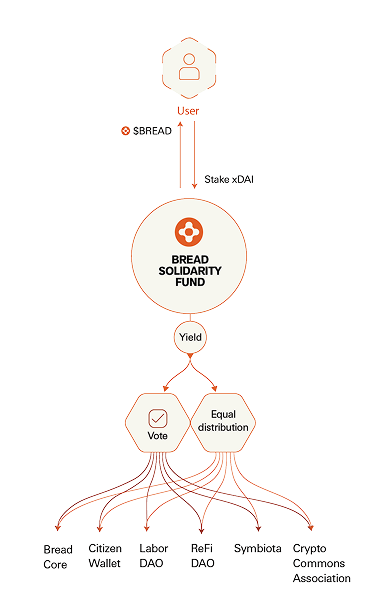 User
$BREAD
Stake xDAI
BREAD
SOLIDARITY
FUND
Yield
Vote
Equal
distribution
Bread
Core
Citizen
Wallet
Labor
DAO
ReFi
DAO
Symbiota
Crypto
Commons
Association